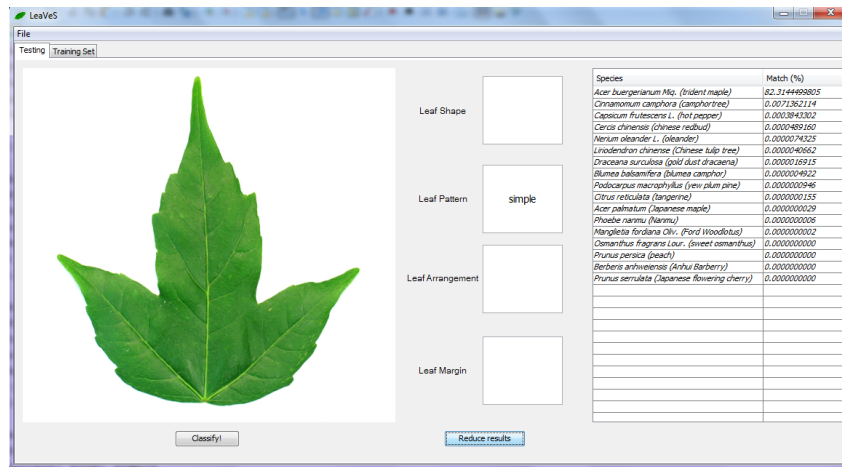 LeaVeS
File
Testing Training Set
Leaf Shape
Leaf Pattern simple
Leaf Arrangement
Leaf Margin
Classify!
Reduce results
Species Match (%)
Acer buergerianum Miq. (trident maple) 82.3144499805
Cinnamomum camphora (camphortree) 0.0071362114
Capsicum frutescens L. (hot pepper) 0.0003843302
Cercis chinensis (chinese redbud) 0.0000489160
Nerium oleander L. (oleander) 0.0000074325
Liriodendron chinense (Chinese tulip tree) 0.0000040662
Draceana surculosa (gold dust dracaena) 0.0000016915
Blumea balsamifera (blumea camphor) 0.0000004922
Podocarpus macrophyllus (yew plum pine) 0.0000000946
Citrus reticulata (tangerine) 0.0000000155
Acer palmatum (Japanese maple) 0.0000000029
Phoebe nanmu (Nanmu) 0.0000000006
Manglietia fordiana Oliv. (Ford Woodlotus) 0.0000000002
Osmanthus fragrans Lour. (sweet osmanthus) 0.0000000000
Prunus persica (peach) 0.0000000000
Berberis anhweiensis (Anhui Barberry) 0.0000000000
Prunus serrulata (Japanese flowering cherry) 0.0000000000